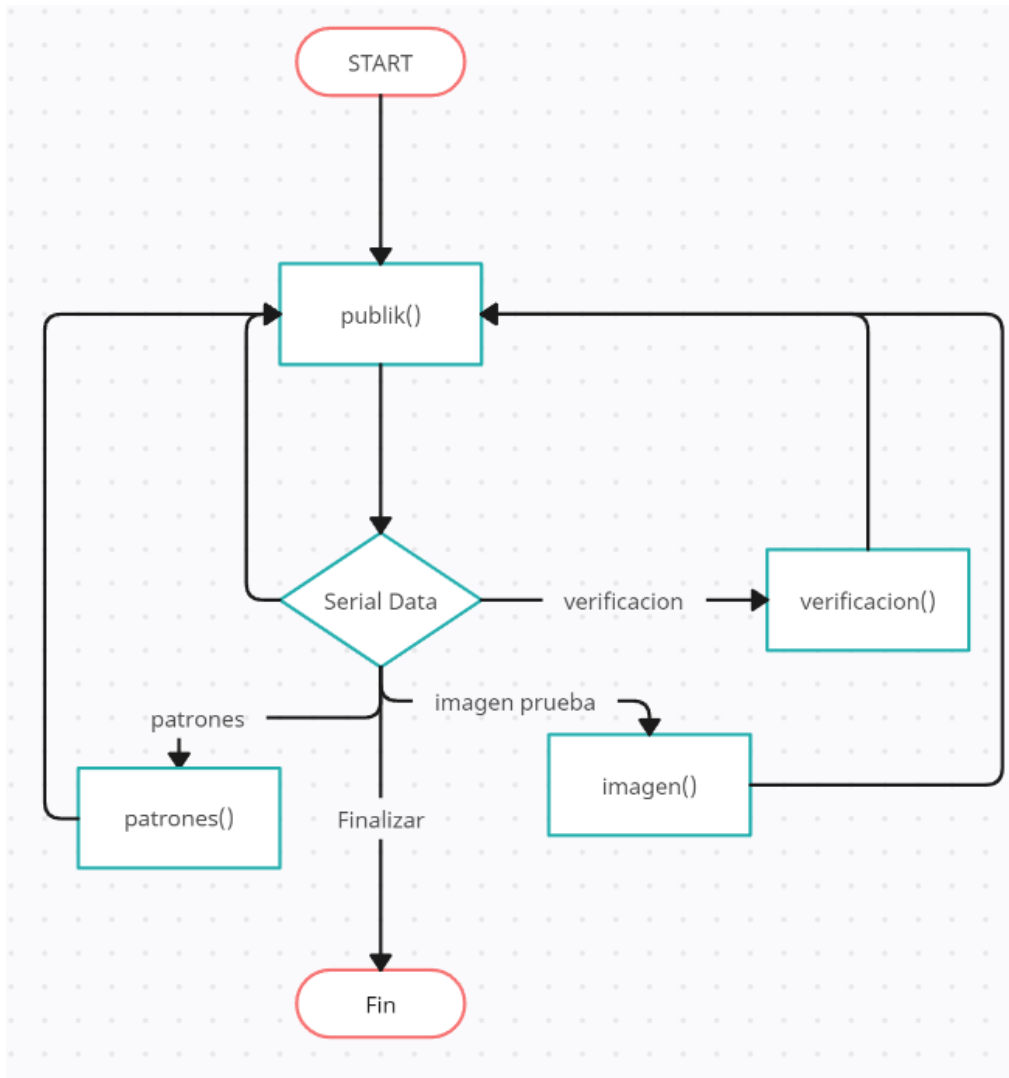 START
publik()
Serial Data
verificacion
verificacion()
imagen prueba
patrones
imagen()
patrones()
Finalizar
Fin